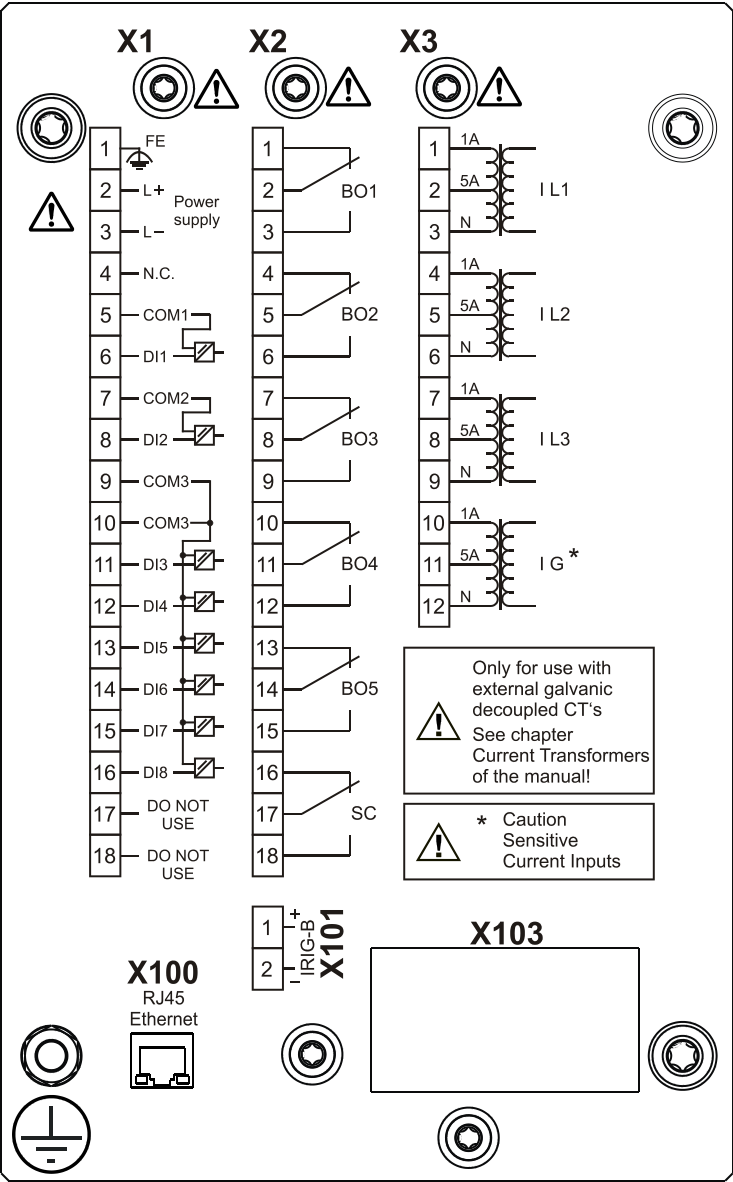 X1
1 FE
2 L+
Power
supply
3 L–
4 N.C.
5 COM1
6 DI1
7 COM2
8 DI2
9 COM3
10 COM3
11 DI3
12 DI4
13 DI5
14 DI6
15 DI7
16 DI8
17 DO NOT
USE
18 DO NOT
USE
X2
1
2 BO1
3
4
5 BO2
6
7
8 BO3
9
10
11 BO4
12
13
14 BO5
15
16
17 SC
18
X3
1 1A
2 5A I L1
3 N
4 1A
5 5A I L2
6 N
7 1A
8 5A I L3
9 N
10 1A
11 5A I G*
12 N
Only for use with
external galvanic
decoupled CT‘s
See chapter
Current Transformers
of the manual!
* Caution
Sensitive
Current Inputs
X100
RJ45
Ethernet
1 +
2 –
IRIG-B
X101
X103